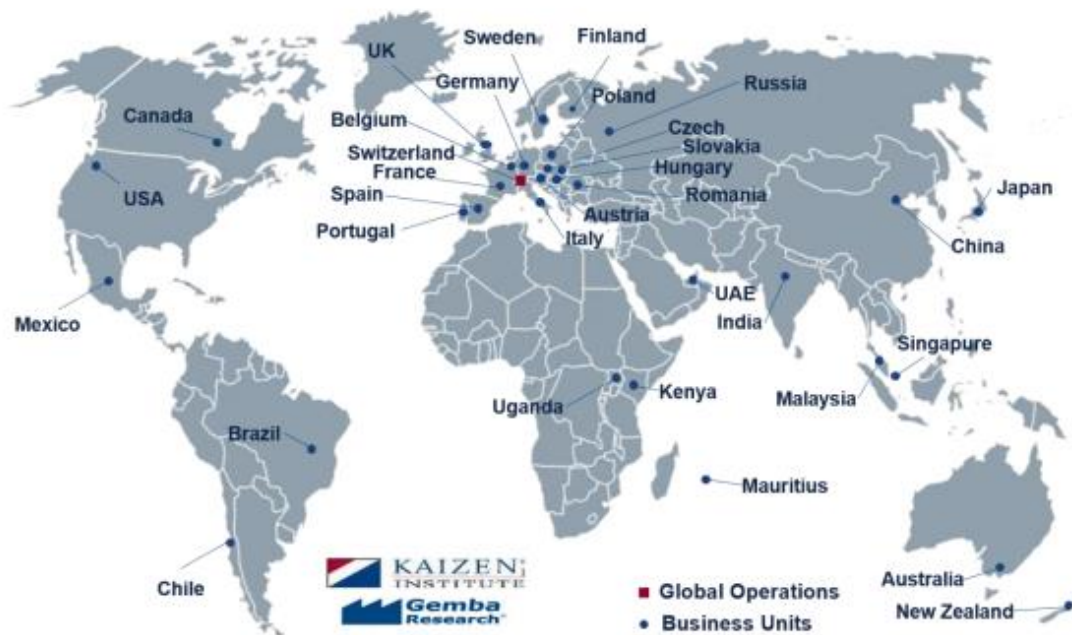 Sweden
Finland
UK
Germany
Poland
Russia
Canada
Belgium
Czech
Slovakia
Switzerland
Hungary
France
USA
Spain
Romania
Japan
Portugal
Austria
Italy
China
UAE
India
Mexico
Singapure
Uganda
Kenya
Malaysia
Brazil
Mauritius
Chile
KAIZEN
INSTITUTE
Gemba
Research®
Global Operations
Business Units
Australia
New Zealand